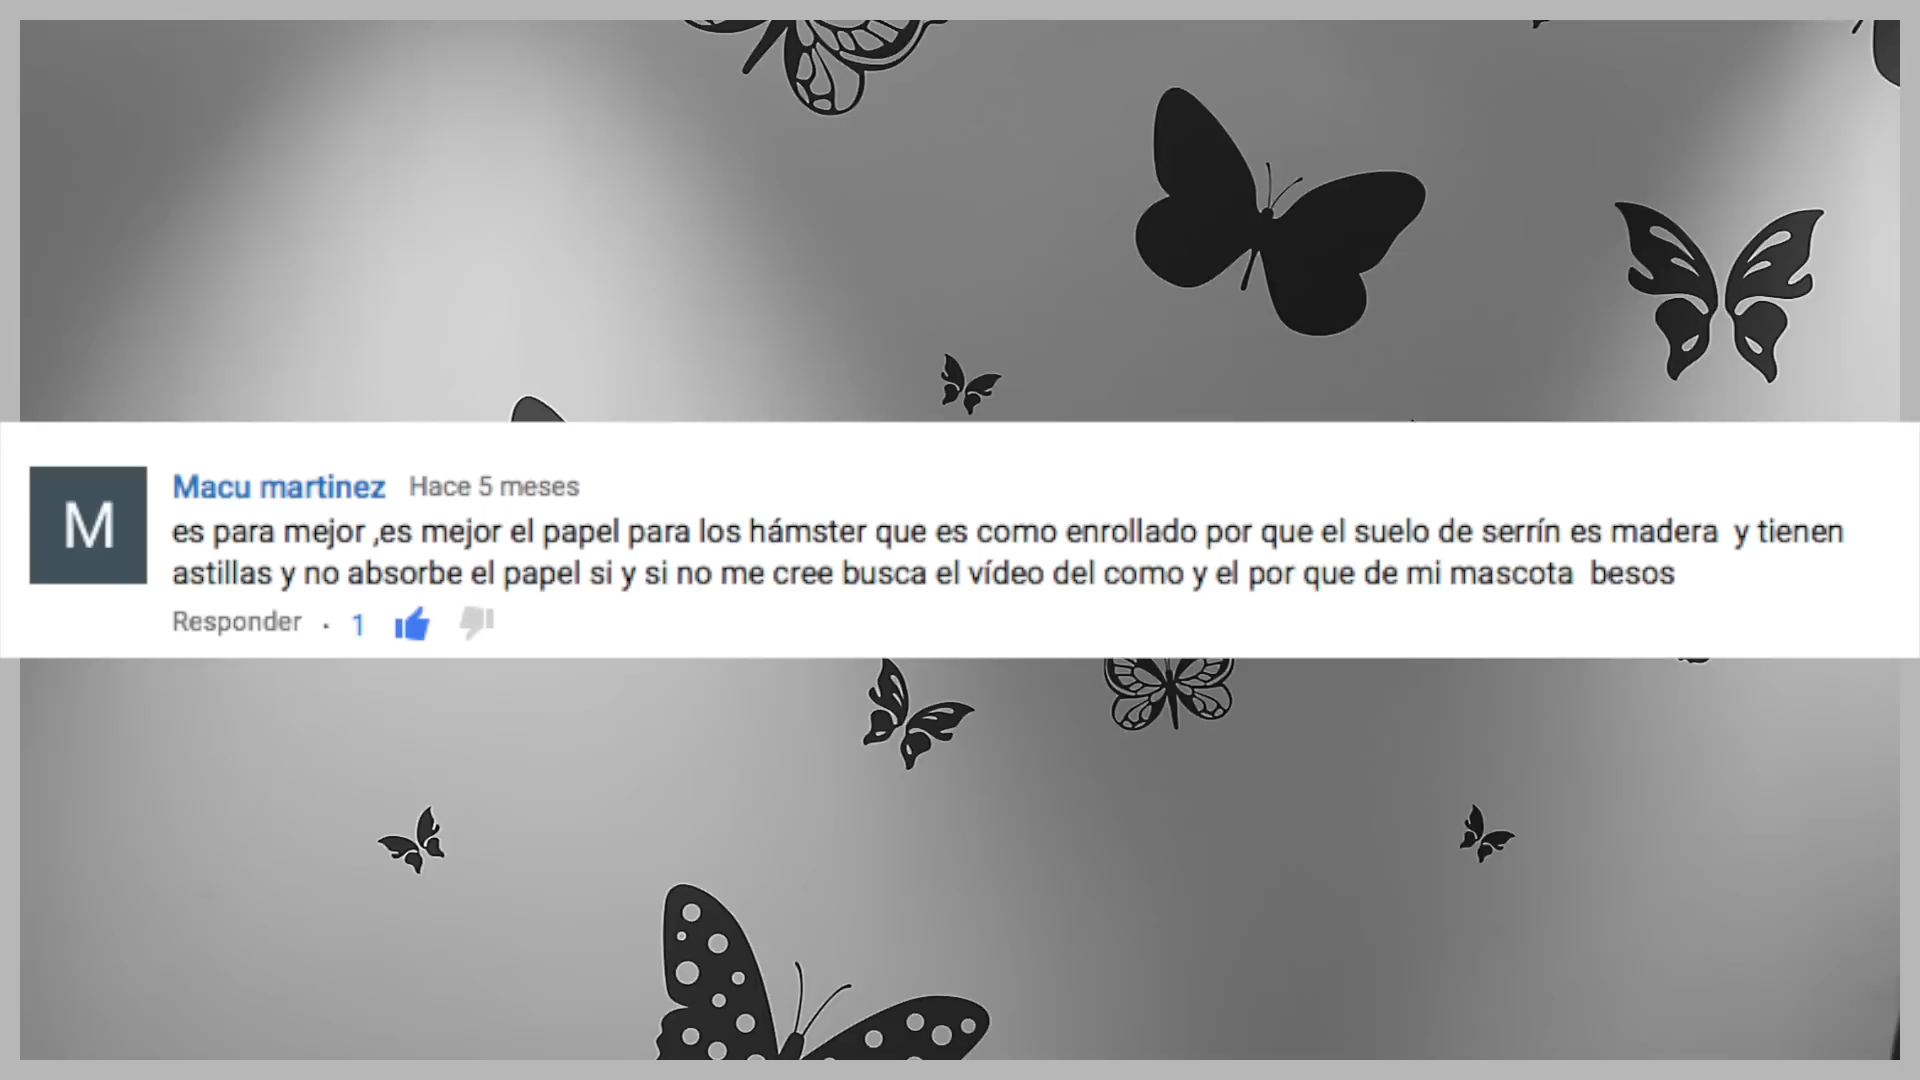 M
Macu martinez Hace 5 meses
es para mejor ,es mejor el papel para los hámster que es como enrollado por que el suelo de serrín es madera y tienen
astillas y no absorbe el papel si y si no me cree busca el vídeo del como y el por que de mi mascota besos
Responder · 1